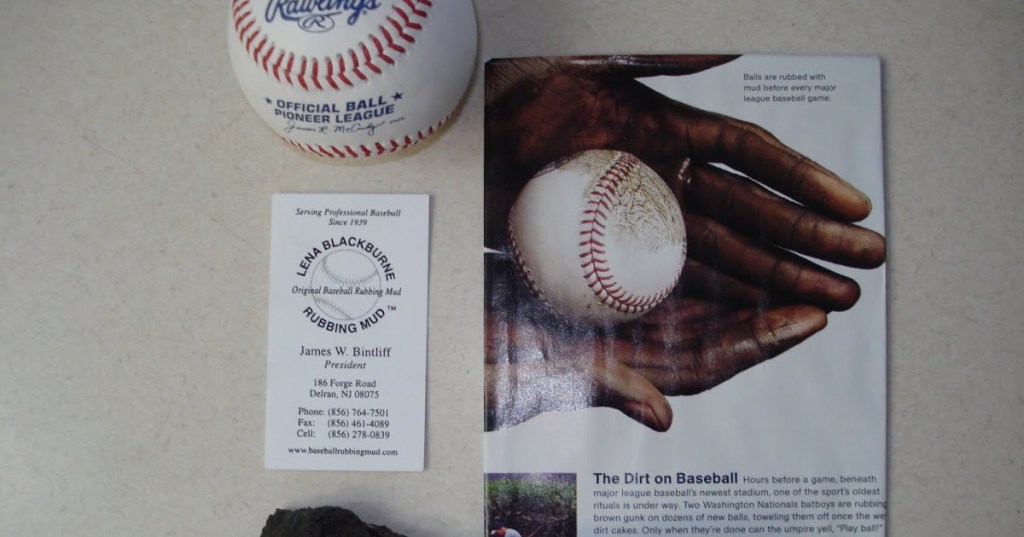 Rawlings
R
★ OFFICIAL BALL ★
PIONEER LEAGUE
James R. McCurdy
Serving Professional Baseball
Since 1939
LENA BLACKBURNE
Original Baseball Rubbing Mud
RUBBING MUD ™
James W. Bintliff
President
186 Forge Road
Delran, NJ 08075
Phone: (856) 764-7501
Fax: (856) 461-4089
Cell: (856) 278-0839
www.baseballrubbingmud.com
Balls are rubbed with
mud before every major
league baseball game.
The Dirt on Baseball Hours before a game, beneath
major league baseball's newest stadium, one of the sport's oldest
rituals is under way. Two Washington Nationals batboys are rubbing
brown gunk on dozens of new balls, toweling them off once the wet
dirt cakes. Only when they're done can the umpire yell, "Play ball!"